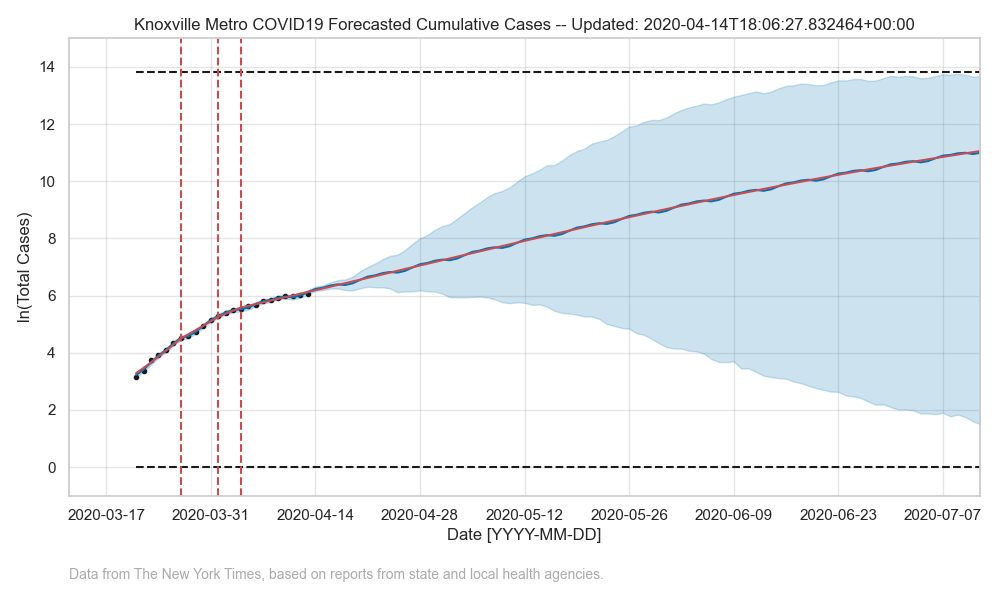 Knoxville Metro COVID19 Forecasted Cumulative Cases -- Updated: 2020-04-14T18:06:27.832464+00:00
ln(Total Cases)
14
12
10
8
6
4
2
0
2020-03-17 2020-03-31 2020-04-14 2020-04-28 2020-05-12 2020-05-26 2020-06-09 2020-06-23 2020-07-07
Date [YYYY-MM-DD]
Data from The New York Times, based on reports from state and local health agencies.